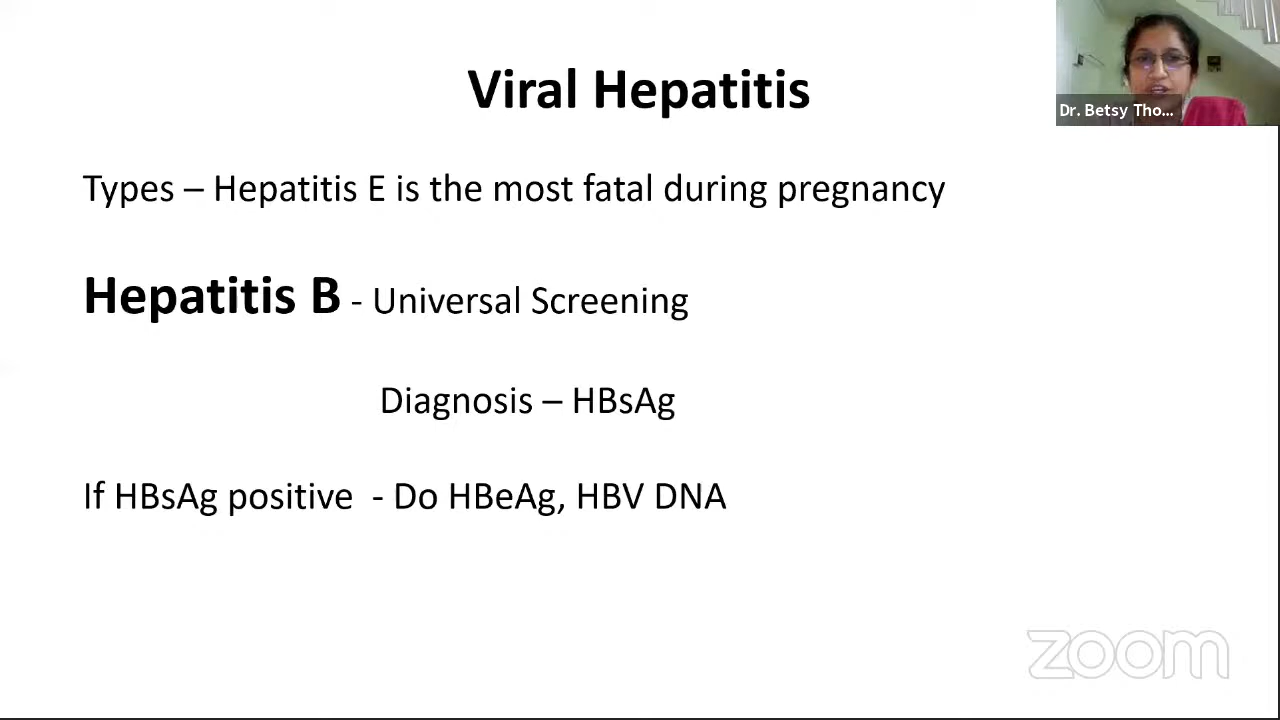 Viral Hepatitis
Dr. Betsy Tho...
Types – Hepatitis E is the most fatal during pregnancy
Hepatitis B - Universal Screening
Diagnosis – HBsAg
If HBsAg positive - Do HBeAg, HBV DNA
zoom